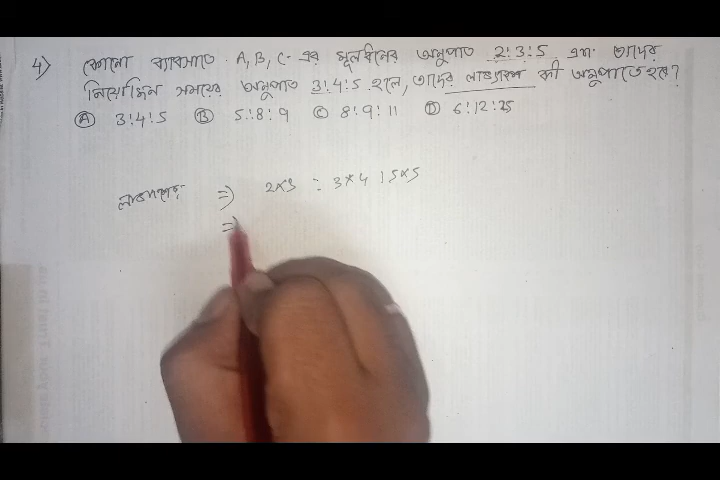 4) কোনো ব্যাবসাতে A, B, C-এর মূলধনের অনুপাত 2:3:5 এবং তাদের
নিয়োজিত সময়ের অনুপাত 3:4:5 হলে, তাদের লাভ্যাংশ কী অনুপাতে হবে?
Ⓐ 3:4:5 Ⓑ 5:8:9 Ⓒ 8:9:11 Ⓓ 6:12:25
⇒ 2×3 : 3×4 : 5×5
⇒